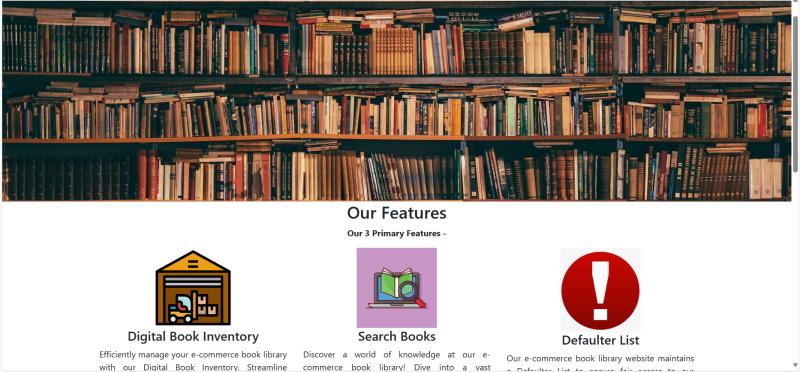 Our Features
Our 3 Primary Features -
Digital Book Inventory
Search Books
Defaulter List
Efficiently manage your e-commerce book library
with our Digital Book Inventory. Streamline
Discover a world of knowledge at our e-
commerce book library! Dive into a vast
Our e-commerce book library website maintains
a Defaulter List to ensure fair access to our